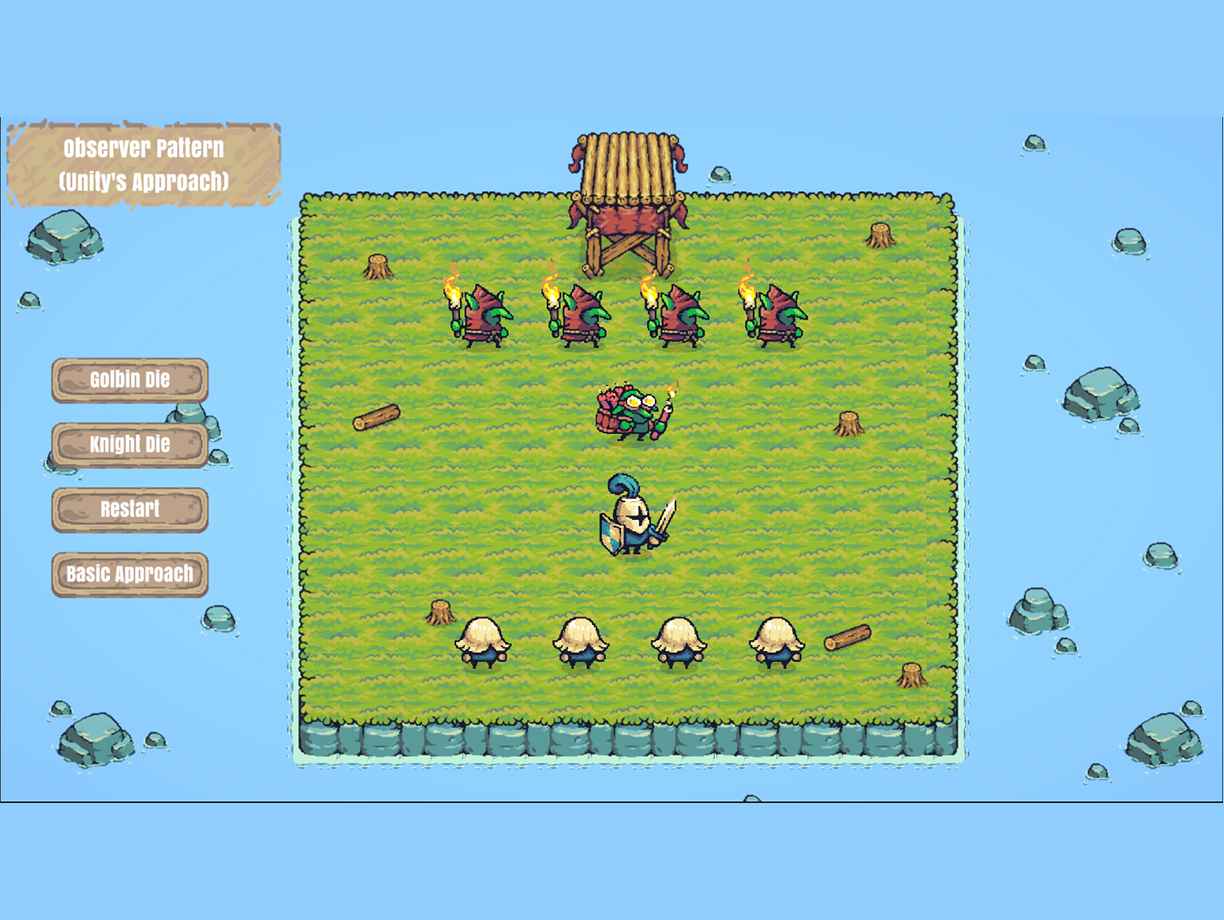 Observer Pattern
(Unity's Approach)
Golbin Die
Knight Die
Restart
Basic Approach